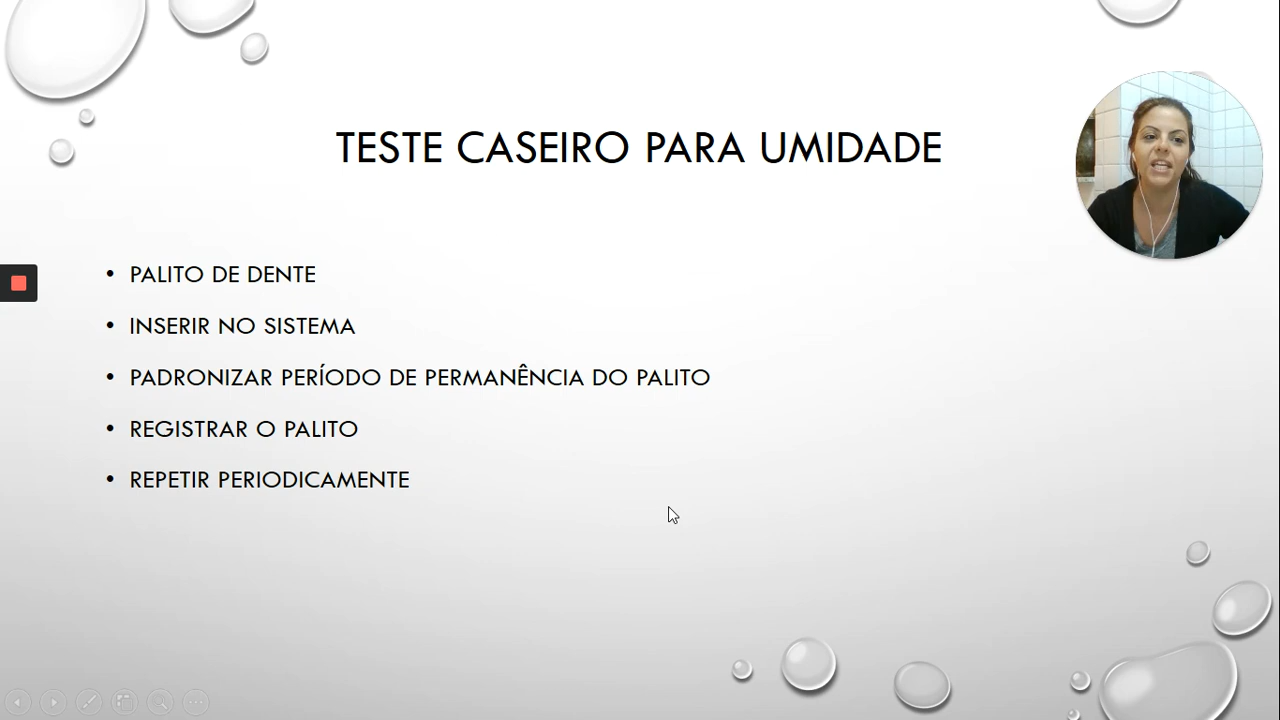 TESTE CASEIRO PARA UMIDADE
• PALITO DE DENTE
• INSERIR NO SISTEMA
• PADRONIZAR PERÍODO DE PERMANÊNCIA DO PALITO
• REGISTRAR O PALITO
• REPETIR PERIODICAMENTE